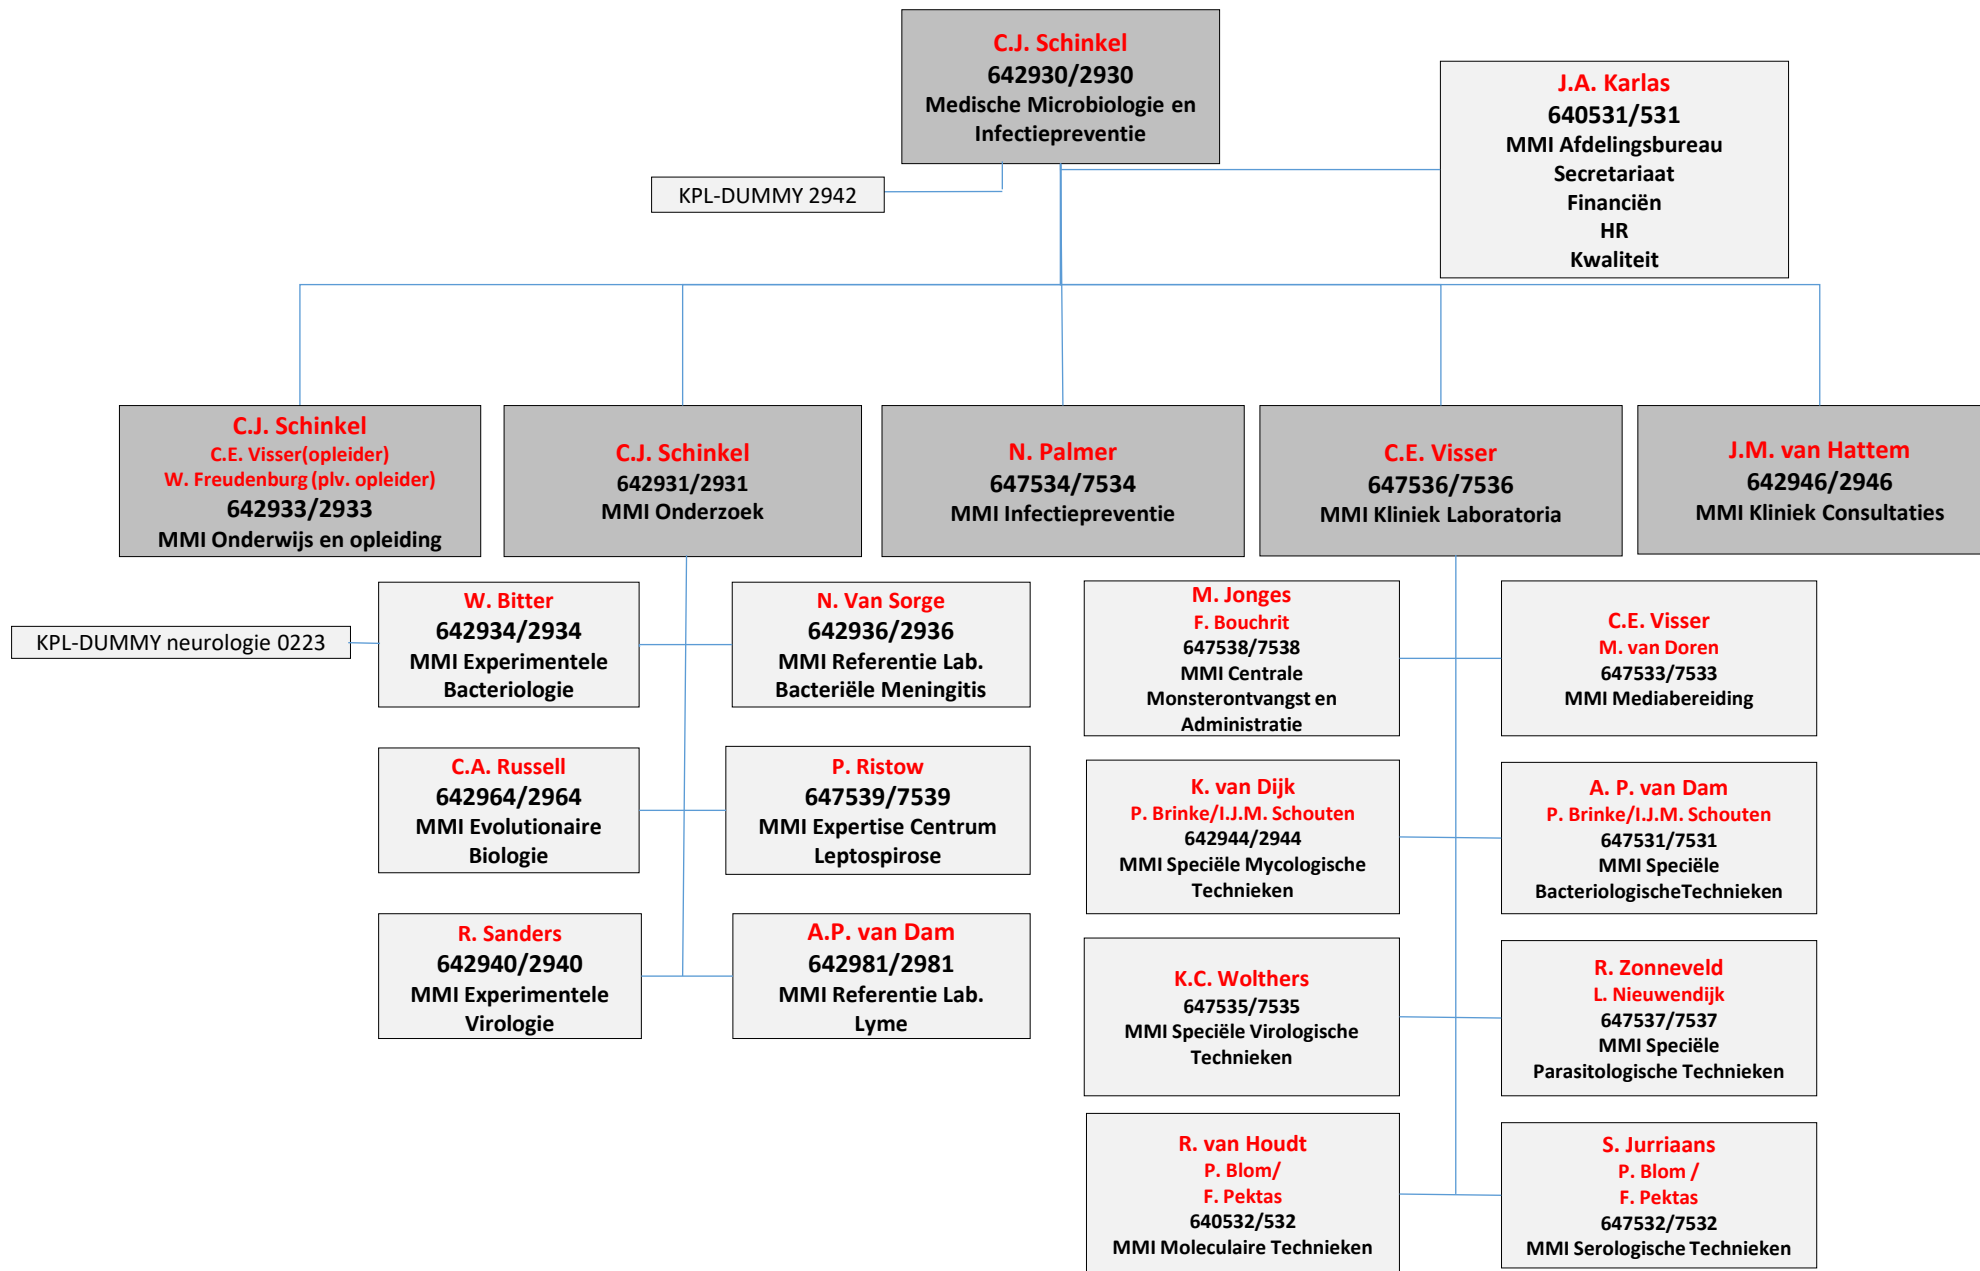 C.J. Schinkel
642930/2930
Medische Microbiologie en
Infectiepreventie
J.A. Karlas
640531/531
MMI Afdelingsbureau
Secretariaat
Financiën
HR
Kwaliteit
KPL-DUMMY 2942
C.J. Schinkel
C.E. Visser(opleider)
W. Freudenburg (plv. opleider)
642933/2933
MMI Onderwijs en opleiding
C.J. Schinkel
642931/2931
MMI Onderzoek
N. Palmer
647534/7534
MMI Infectiepreventie
C.E. Visser
647536/7536
MMI Kliniek Laboratoria
J.M. van Hattem
642946/2946
MMI Kliniek Consultaties
KPL-DUMMY neurologie 0223
W. Bitter
642934/2934
MMI Experimentele
Bacteriologie
N. Van Sorge
642936/2936
MMI Referentie Lab.
Bacteriële Meningitis
C.A. Russell
642964/2964
MMI Evolutionaire
Biologie
P. Ristow
647539/7539
MMI Expertise Centrum
Leptospirose
R. Sanders
642940/2940
MMI Experimentele
Virologie
A.P. van Dam
642981/2981
MMI Referentie Lab.
Lyme
M. Jonges
F. Bouchrit
647538/7538
MMI Centrale
Monsterontvangst en
Administratie
C.E. Visser
M. van Doren
647533/7533
MMI Mediabereiding
K. van Dijk
P. Brinke/I.J.M. Schouten
642944/2944
MMI Speciële Mycologische
Technieken
A. P. van Dam
P. Brinke/I.J.M. Schouten
647531/7531
MMI Speciële
BacteriologischeTechnieken
K.C. Wolthers
647535/7535
MMI Speciële Virologische
Technieken
R. Zonneveld
L. Nieuwendijk
647537/7537
MMI Speciële
Parasitologische Technieken
R. van Houdt
P. Blom/
F. Pektas
640532/532
MMI Moleculaire Technieken
S. Jurriaans
P. Blom /
F. Pektas
647532/7532
MMI Serologische Technieken